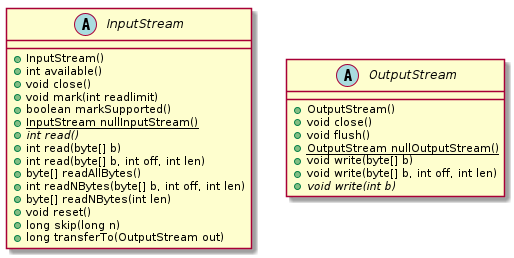 A InputStream
InputStream()
int available()
void close()
void mark(int readlimit)
boolean markSupported()
InputStream nullInputStream()
int read()
int read(byte[] b)
int read(byte[] b, int off, int len)
byte[] readAllBytes()
int readNBytes(byte[] b, int off, int len)
byte[] readNBytes(int len)
void reset()
long skip(long n)
long transferTo(OutputStream out)
A OutputStream
OutputStream()
void close()
void flush()
OutputStream nullOutputStream()
void write(byte[] b)
void write(byte[] b, int off, int len)
void write(int b)